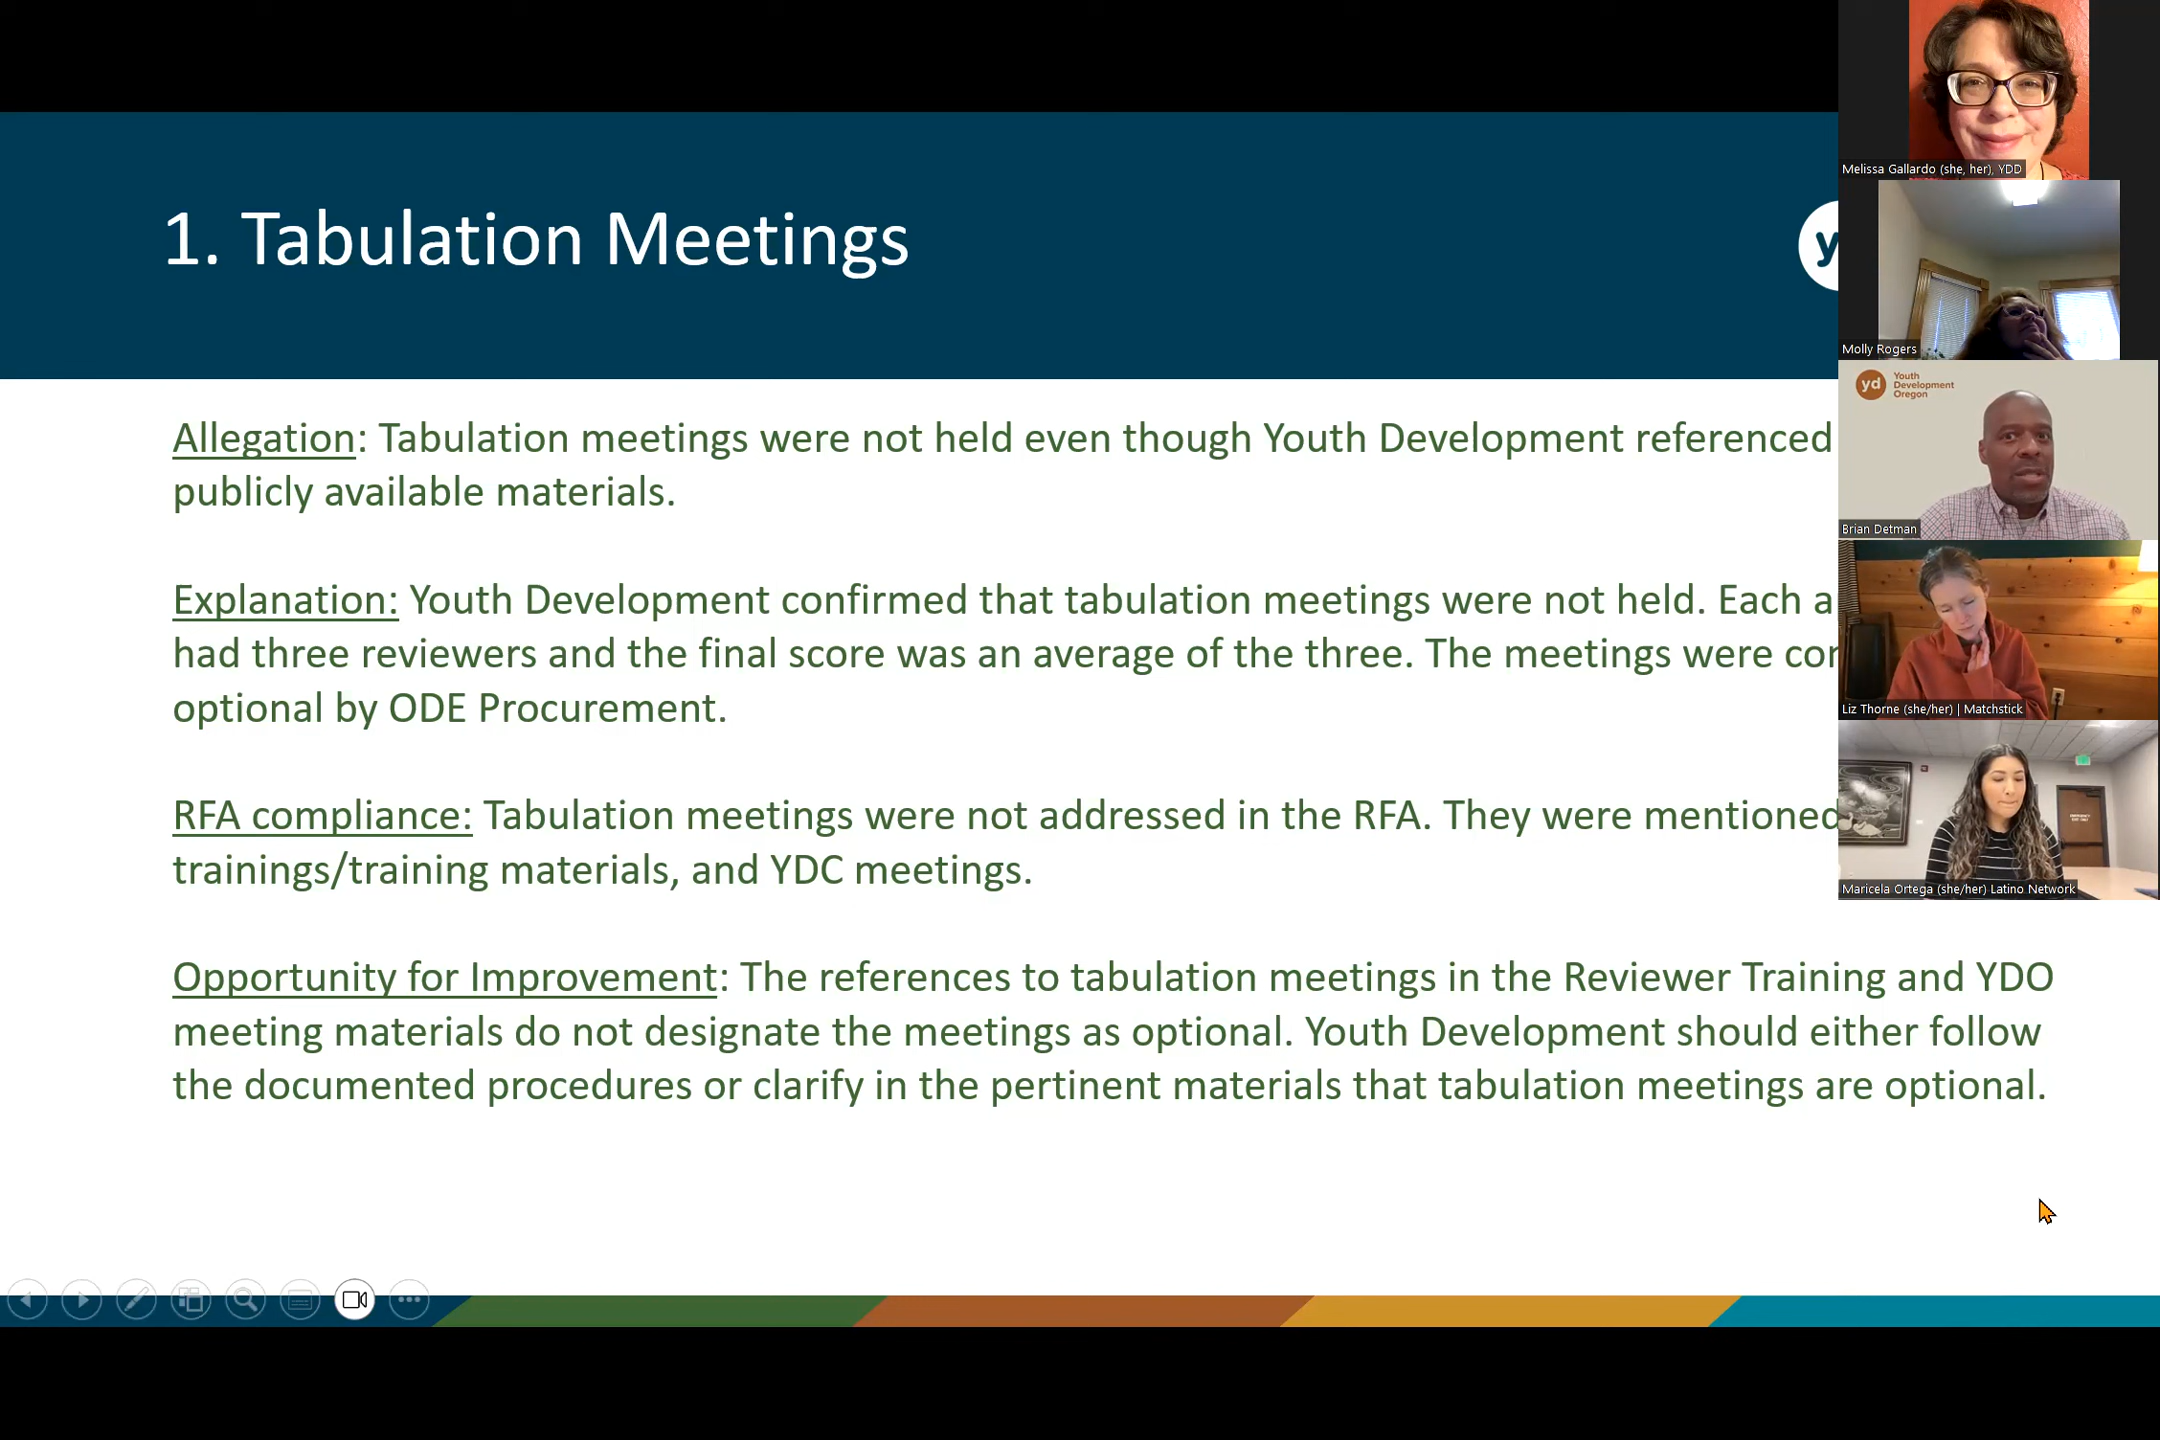 1. Tabulation Meetings
Allegation: Tabulation meetings were not held even though Youth Development referenced
publicly available materials.
Explanation: Youth Development confirmed that tabulation meetings were not held. Each a
had three reviewers and the final score was an average of the three. The meetings were cor
optional by ODE Procurement.
RFA compliance: Tabulation meetings were not addressed in the RFA. They were mentioned
trainings/training materials, and YDC meetings.
Opportunity for Improvement: The references to tabulation meetings in the Reviewer Training and YDO
meeting materials do not designate the meetings as optional. Youth Development should either follow
the documented procedures or clarify in the pertinent materials that tabulation meetings are optional.
y
Melissa Gallardo (she, her), YDD
Molly Rogers
yd
Youth
Development
Oregon
Brian Detman
Liz Thorne (she/her) | Matchstick
Maricela Ortega (she/her) Latino Network